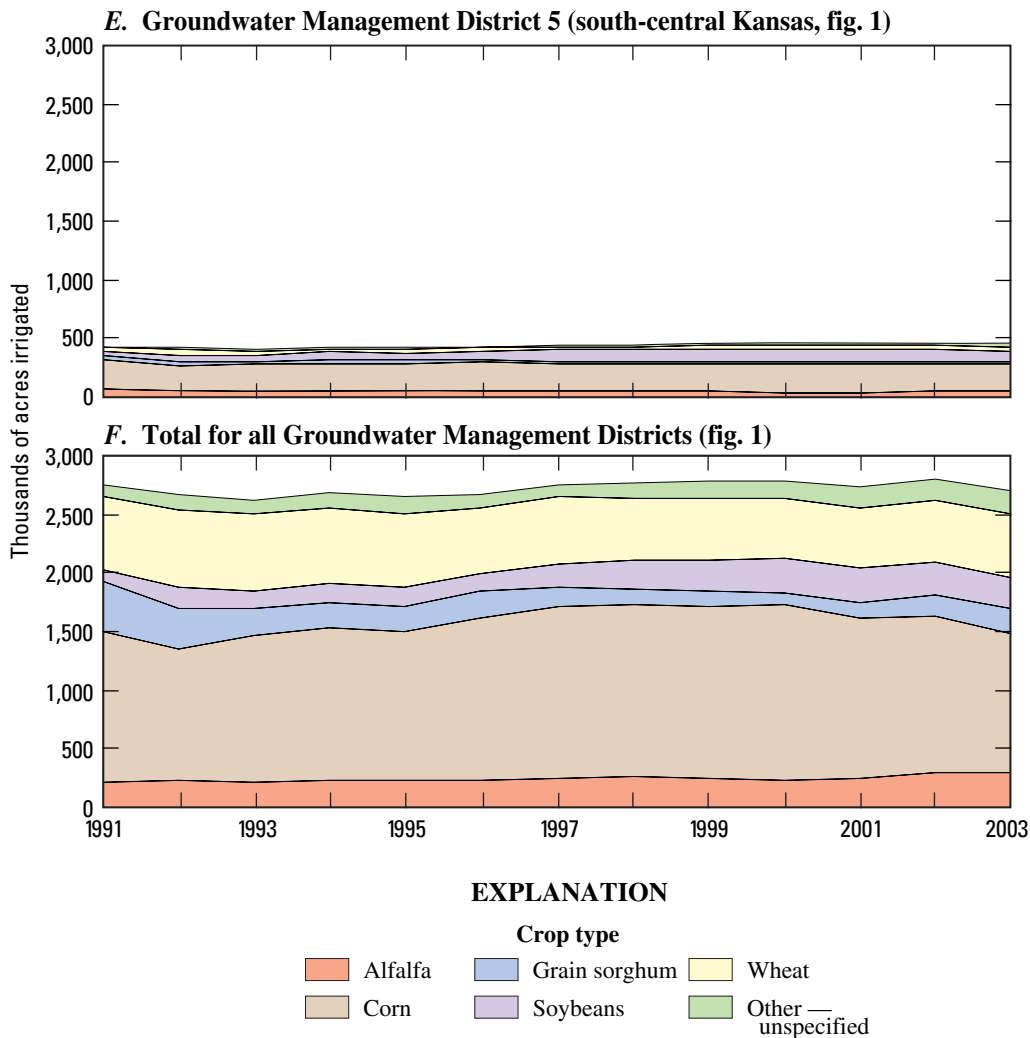 E. Groundwater Management District 5 (south-central Kansas, fig. 1)
3,000
2,500
2,000
1,500
1,000
500
0
Thousands of acres irrigated
F. Total for all Groundwater Management Districts (fig. 1)
3,000
2,500
2,000
1,500
1,000
500
0
1991 1993 1995 1997 1999 2001 2003
EXPLANATION
Crop type
Alfalfa Grain sorghum Wheat
Corn Soybeans Other —
unspecified